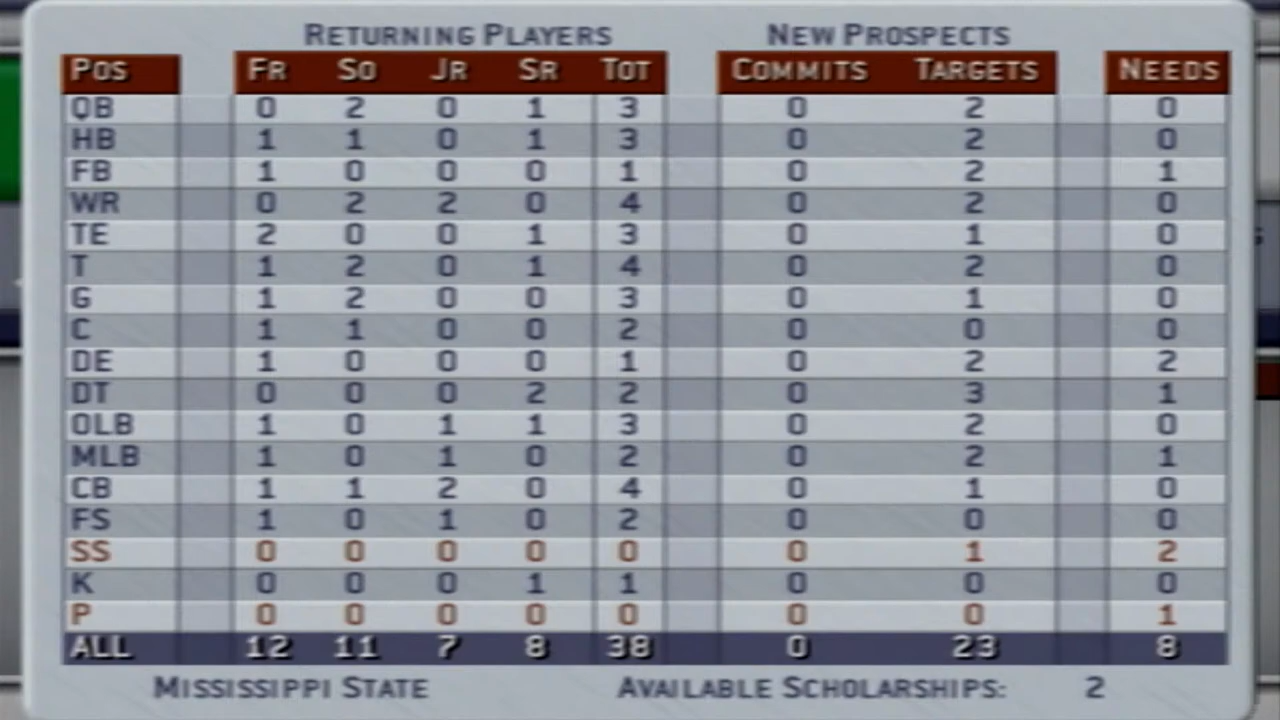 RETURNING PLAYERS NEW PROSPECTS
POS FR SO JR SR TOT COMMITS TARGETS NEEDS
QB 0 2 0 1 3 0 2 0
HB 1 1 0 1 3 0 2 0
FB 1 0 0 0 1 0 2 1
WR 0 2 2 0 4 0 2 0
TE 2 0 0 1 3 0 1 0
T 1 2 0 1 4 0 2 0
G 1 2 0 0 3 0 1 0
C 1 1 0 0 2 0 0 0
DE 1 0 0 0 1 0 2 2
DT 0 0 0 2 2 0 3 1
OLB 1 0 1 1 3 0 2 0
MLB 1 0 1 0 2 0 2 1
CB 1 1 2 0 4 0 1 0
FS 1 0 1 0 2 0 0 0
SS 0 0 0 0 0 0 1 2
K 0 0 0 1 1 0 0 0
P 0 0 0 0 0 0 0 1
ALL 12 11 7 8 38 0 23 8
MISSISSIPPI STATE AVAILABLE SCHOLARSHIPS: 2